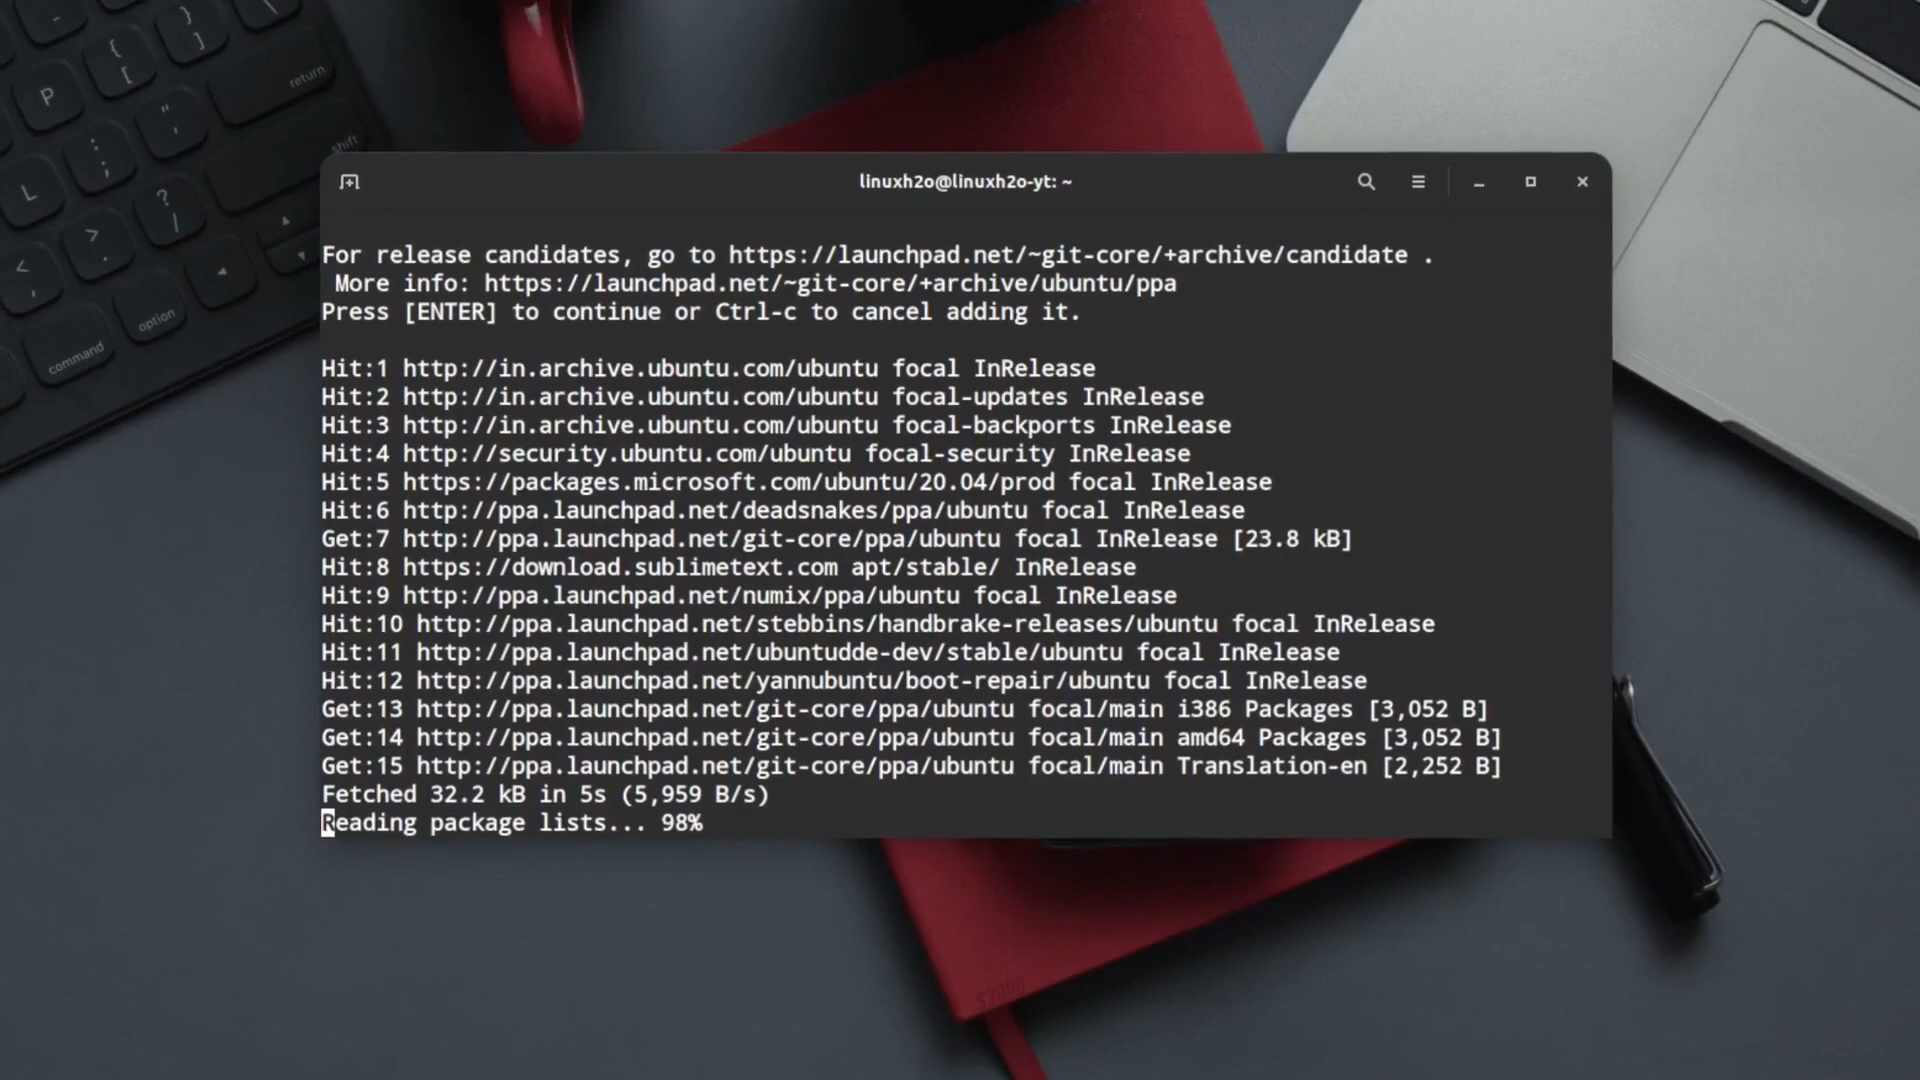 linuxh2o@linuxh2o-yt: ~
For release candidates, go to https://launchpad.net/~git-core/+archive/candidate .
More info: https://launchpad.net/~git-core/+archive/ubuntu/ppa
Press [ENTER] to continue or Ctrl-c to cancel adding it.
Hit:1 http://in.archive.ubuntu.com/ubuntu focal InRelease
Hit:2 http://in.archive.ubuntu.com/ubuntu focal-updates InRelease
Hit:3 http://in.archive.ubuntu.com/ubuntu focal-backports InRelease
Hit:4 http://security.ubuntu.com/ubuntu focal-security InRelease
Hit:5 https://packages.microsoft.com/ubuntu/20.04/prod focal InRelease
Hit:6 http://ppa.launchpad.net/deadsnakes/ppa/ubuntu focal InRelease
Get:7 http://ppa.launchpad.net/git-core/ppa/ubuntu focal InRelease [23.8 kB]
Hit:8 https://download.sublimetext.com apt/stable/ InRelease
Hit:9 http://ppa.launchpad.net/numix/ppa/ubuntu focal InRelease
Hit:10 http://ppa.launchpad.net/stebbins/handbrake-releases/ubuntu focal InRelease
Hit:11 http://ppa.launchpad.net/ubuntudde-dev/stable/ubuntu focal InRelease
Hit:12 http://ppa.launchpad.net/yannubuntu/boot-repair/ubuntu focal InRelease
Get:13 http://ppa.launchpad.net/git-core/ppa/ubuntu focal/main i386 Packages [3,052 B]
Get:14 http://ppa.launchpad.net/git-core/ppa/ubuntu focal/main amd64 Packages [3,052 B]
Get:15 http://ppa.launchpad.net/git-core/ppa/ubuntu focal/main Translation-en [2,252 B]
Fetched 32.2 kB in 5s (5,959 B/s)
Reading package lists... 98%
{ [
} ]
P
return
: ;
" '
shift
L
? /
> .
< ,
option
command